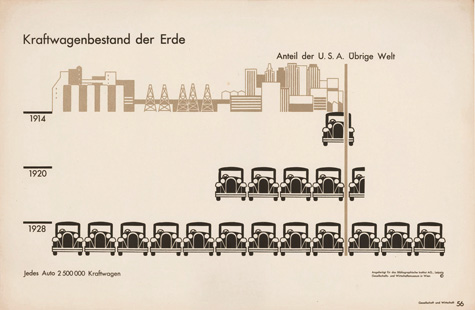 Kraftwagenbestand der Erde
Anteil der U. S. A. Übrige Welt
1914
1920
1928
Jedes Auto 2 500 000 Kraftwagen
Angefertigt für das Bibliographische Institut AG., Leipzig
Gesellschafts- und Wirtschaftsmuseum in Wien
©
Gesellschaft und Wirtschaft 56